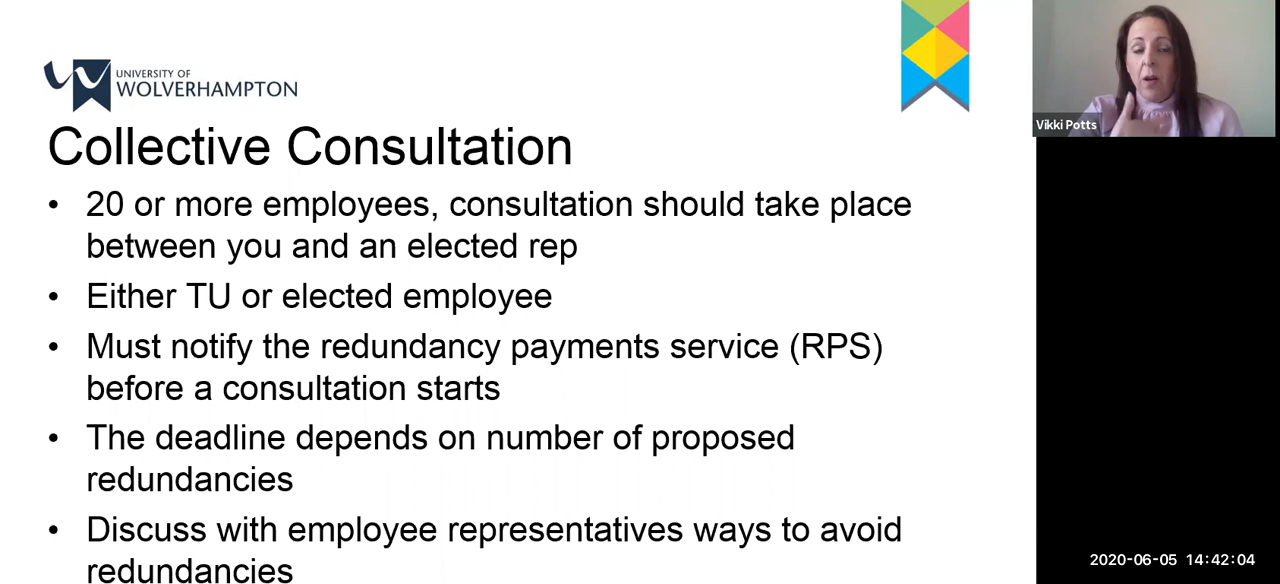 UNIVERSITY OF
WOLVERHAMPTON
Vikki Potts
Collective Consultation
• 20 or more employees, consultation should take place
between you and an elected rep
• Either TU or elected employee
• Must notify the redundancy payments service (RPS)
before a consultation starts
• The deadline depends on number of proposed
redundancies
• Discuss with employee representatives ways to avoid
redundancies
2020-06-05 14:42:04